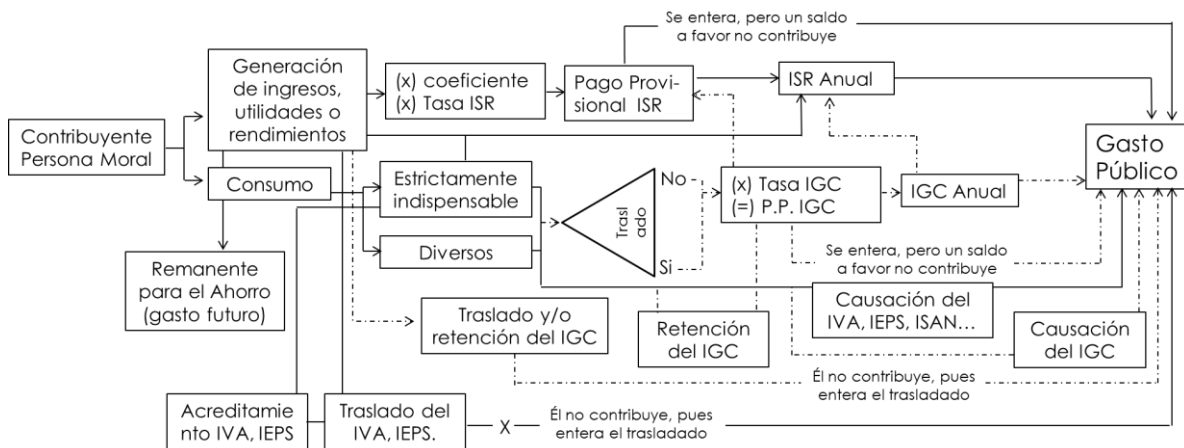 Se entera, pero un saldo
a favor no contribuye
Generación
de ingresos,
utilidades o
rendimientos
(x) coeficiente
(x) Tasa ISR
Pago Provi-
sional ISR
ISR Anual
Contribuyente
Persona Moral
Consumo
Estrictamente
indispensable
Diversos
Trasl
ado
No
Si
(x) Tasa IGC
(=) P.P. IGC
IGC Anual
Gasto
Público
Se entera, pero un saldo
a favor no contribuye
Remanente
para el Ahorro
(gasto futuro)
Traslado y/o
retención del IGC
Retención
del IGC
Causación del
IVA, IEPS, ISAN...
Causación
del IGC
Él no contribuye, pues
entera el trasladado
Acreditamie
nto IVA, IEPS
Traslado del
IVA, IEPS.
X
Él no contribuye, pues
entera el trasladado